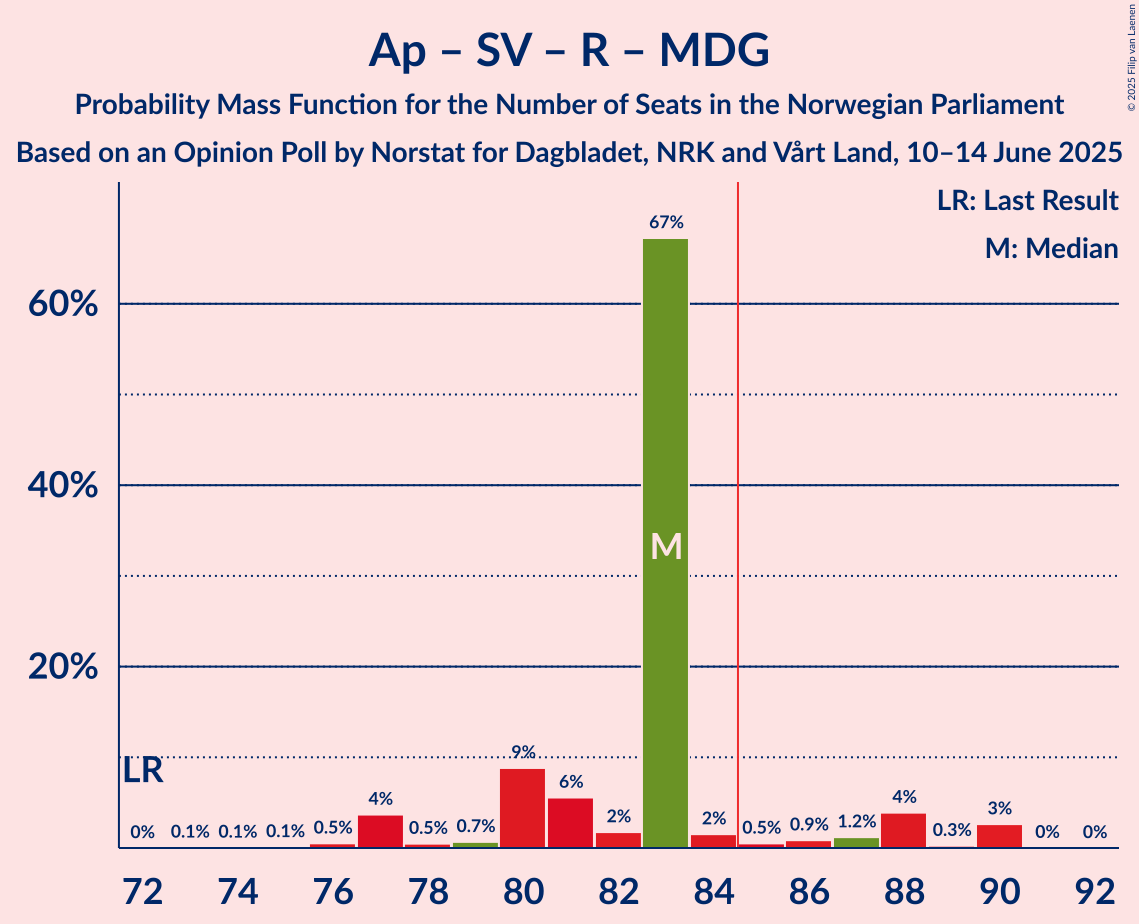 Ap – SV – R – MDG
Probability Mass Function for the Number of Seats in the Norwegian Parliament
Based on an Opinion Poll by Norstat for Dagbladet, NRK and Vårt Land, 10–14 June 2025
© 2025 Filip van Laenen
LR: Last Result
M: Median
67%
60%
40%
M
20%
LR
0% 0.1% 0.1% 0.1% 0.5% 4% 0.5% 0.7% 9% 6% 2% 2% 0.5% 0.9% 1.2% 4% 0.3% 3% 0% 0%
72 74 76 78 80 82 84 86 88 90 92